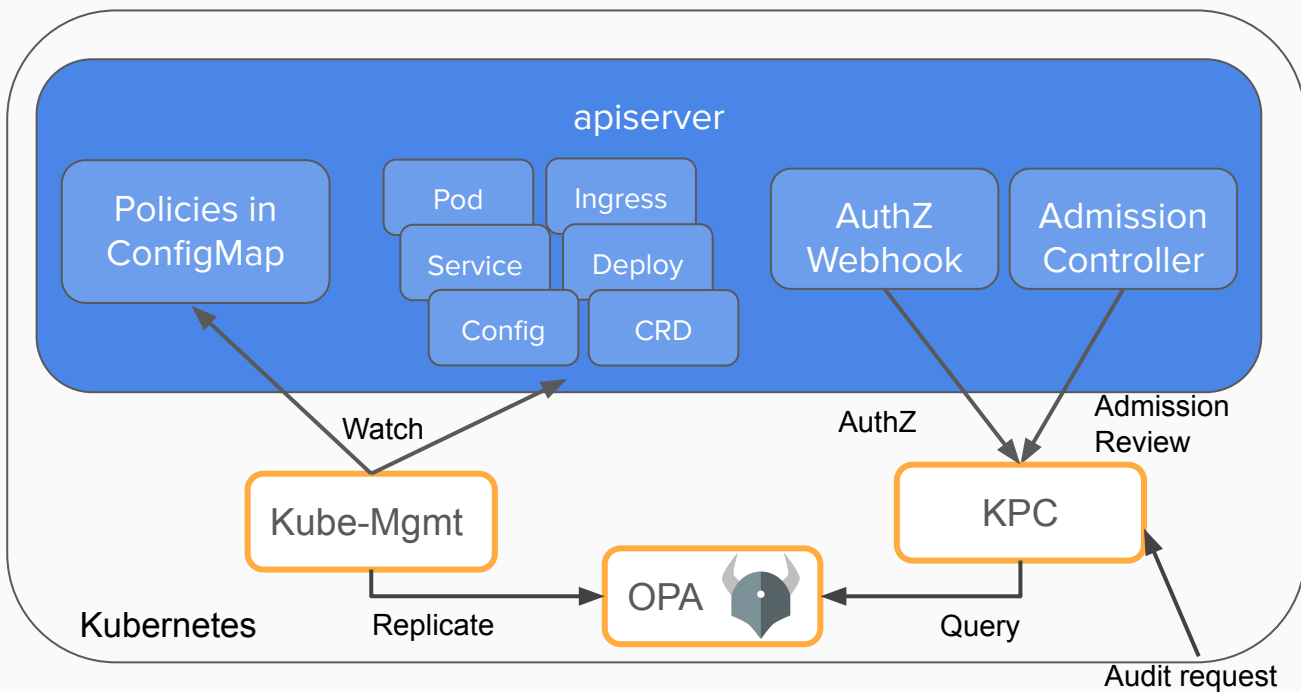 apiserver
Policies in
ConfigMap
Pod
Ingress
Service
Deploy
Config
CRD
AuthZ
Webhook
Admission
Controller
Watch
AuthZ
Admission
Review
Kube-Mgmt
KPC
OPA
Kubernetes
Replicate
Query
Audit request